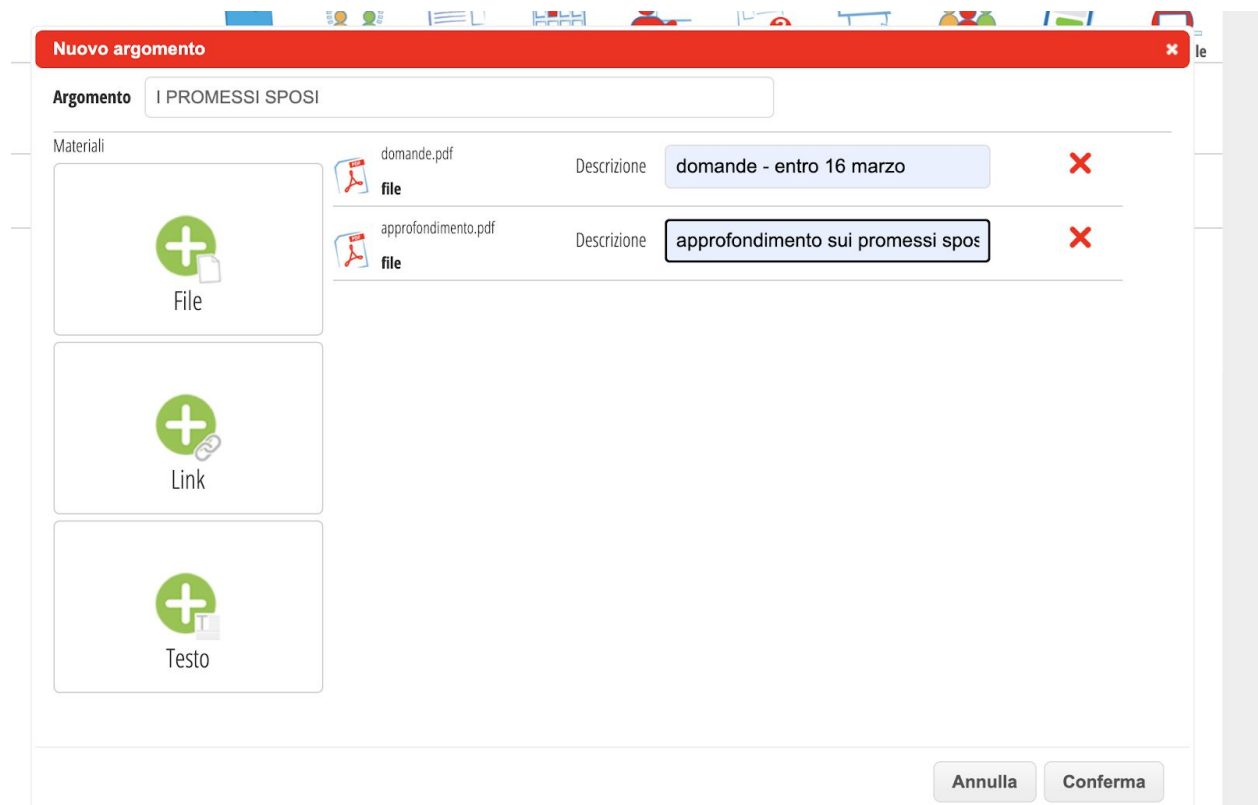 Nuovo argomento
le
Argomento I PROMESSI SPOSI
Materiali
domande.pdf
file
Descrizione domande - entro 16 marzo
approfondimento.pdf
file
Descrizione approfondimento sui promessi spos
File
Link
Testo
Annulla Conferma